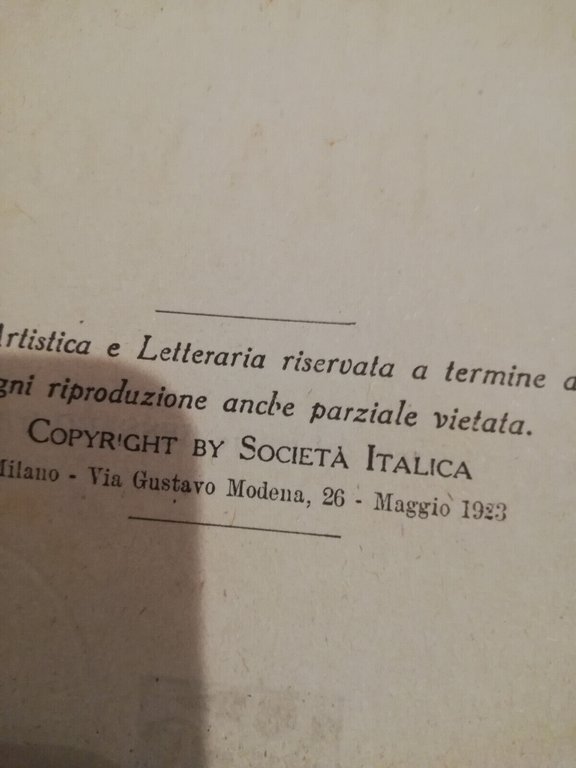 Artistica e Letteraria riservata a termine d
gni riproduzione anche parziale vietata.
COPYRIGHT BY SOCIETÀ ITALICA
Milano - Via Gustavo Modena, 26 - Maggio 1923